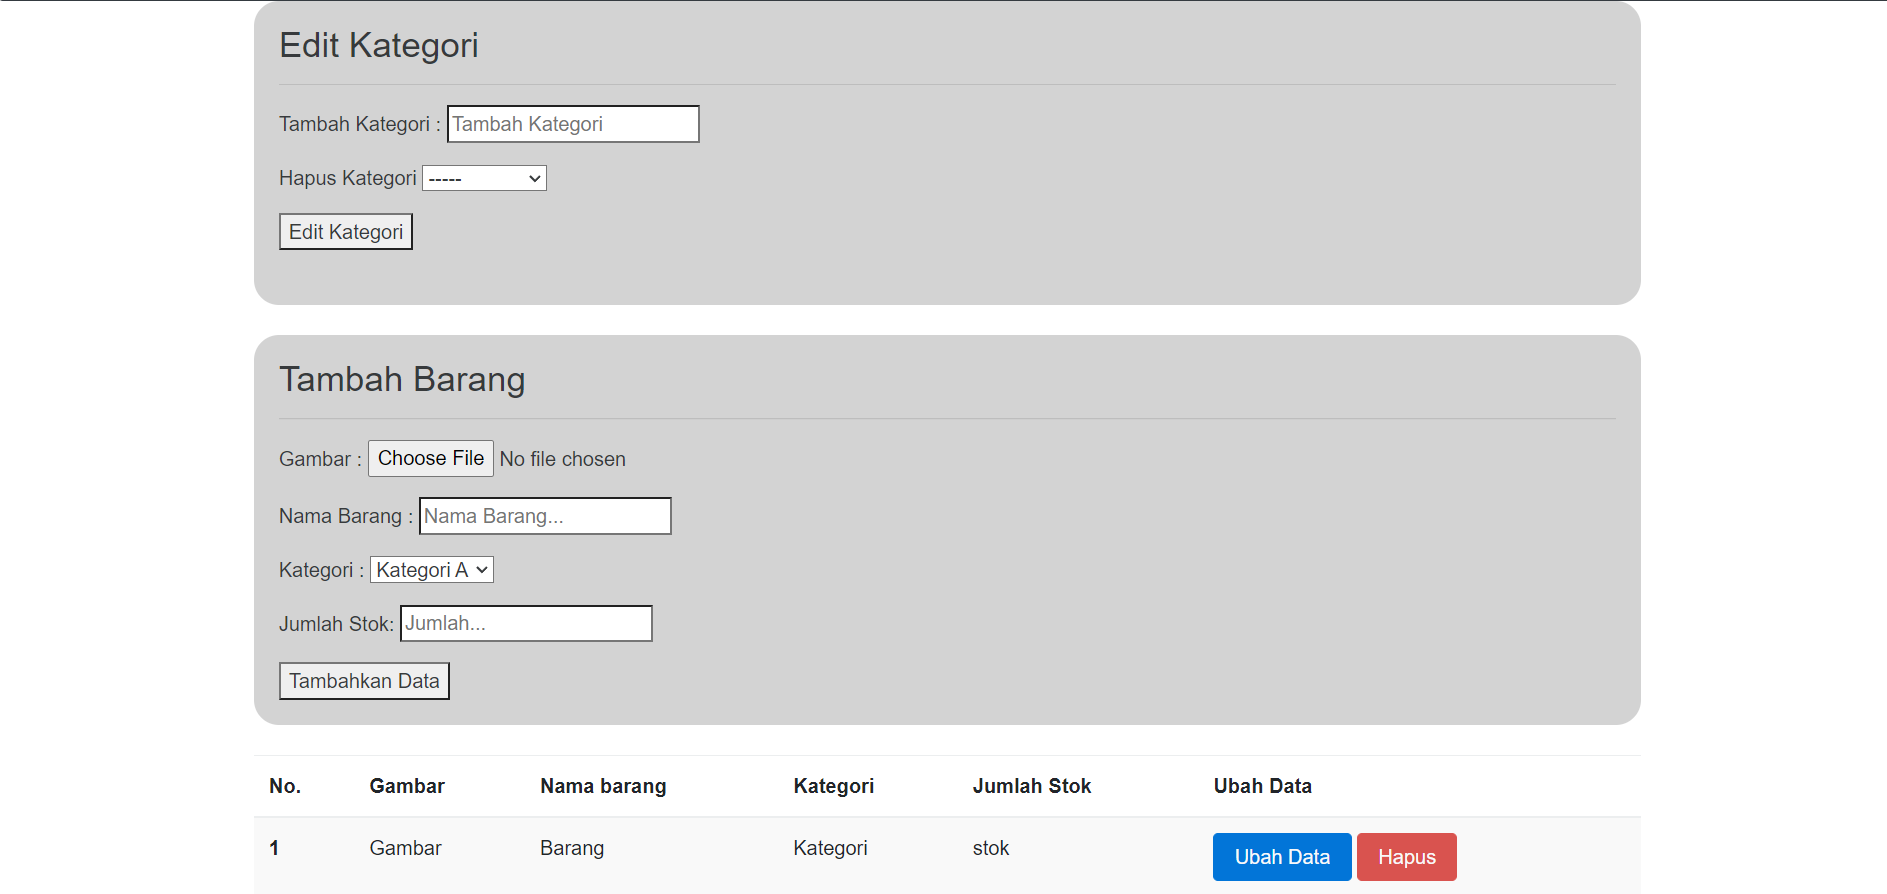 Edit Kategori
Tambah Kategori : Tambah Kategori
Hapus Kategori -----
Edit Kategori
Tambah Barang
Gambar : Choose File No file chosen
Nama Barang : Nama Barang...
Kategori : Kategori A
Jumlah Stok: Jumlah...
Tambahkan Data
No. Gambar Nama barang Kategori Jumlah Stok Ubah Data
1 Gambar Barang Kategori stok Ubah Data Hapus